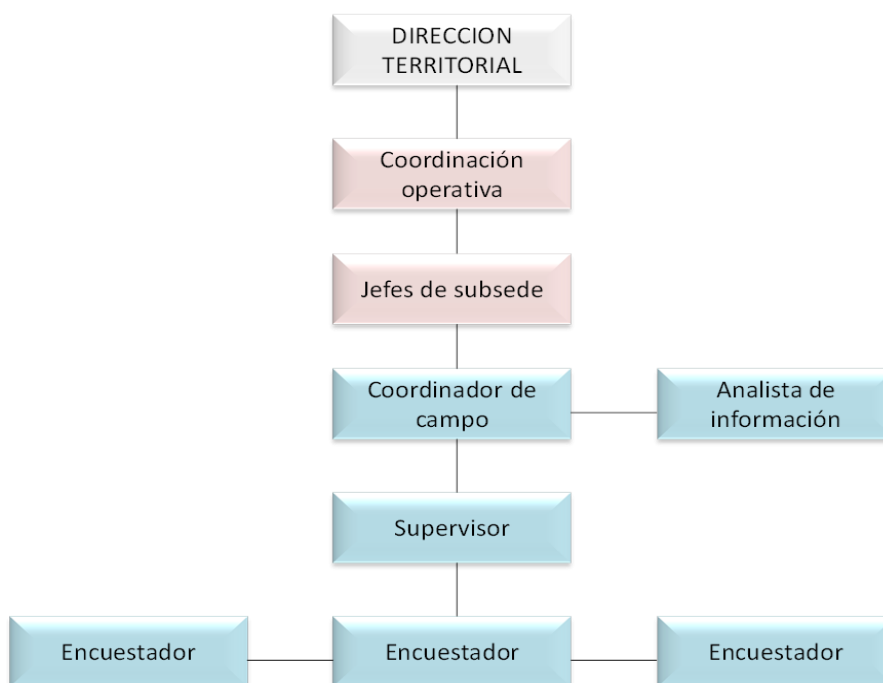 DIRECCION
TERRITORIAL
Coordinación
operativa
Jefes de subsede
Coordinador de
campo
Analista de
información
Supervisor
Encuestador
Encuestador
Encuestador